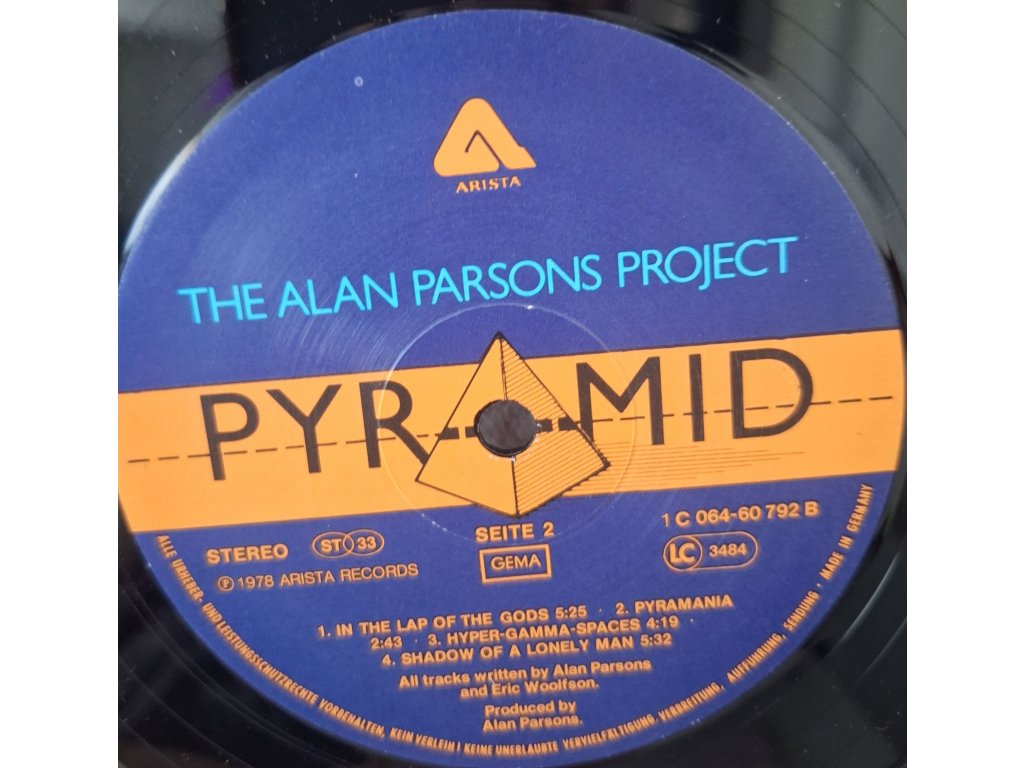 ARISTA
THE ALAN PARSONS PROJECT
PYRAMID
SEITE 2
1 C 064-60 792 B
STEREO
ST 33
GEMA
LC 3484
℗ 1978 ARISTA RECORDS
1. IN THE LAP OF THE GODS 5:25 · 2. PYRAMANIA
2:43 · 3. HYPER-GAMMA-SPACES 4:19 ·
4. SHADOW OF A LONELY MAN 5:32
All tracks written by Alan Parsons
and Eric Woolfson.
Produced by
Alan Parsons.
ALLE URHEBER- UND LEISTUNGSSCHUTZRECHTE VORBEHALTEN, KEIN VERLEIH! KEINE UNERLAUBTE VERVIELFÄLTIGUNG, VERBREITUNG, AUFFÜHRUNG, SENDUNG · MADE IN GERMANY